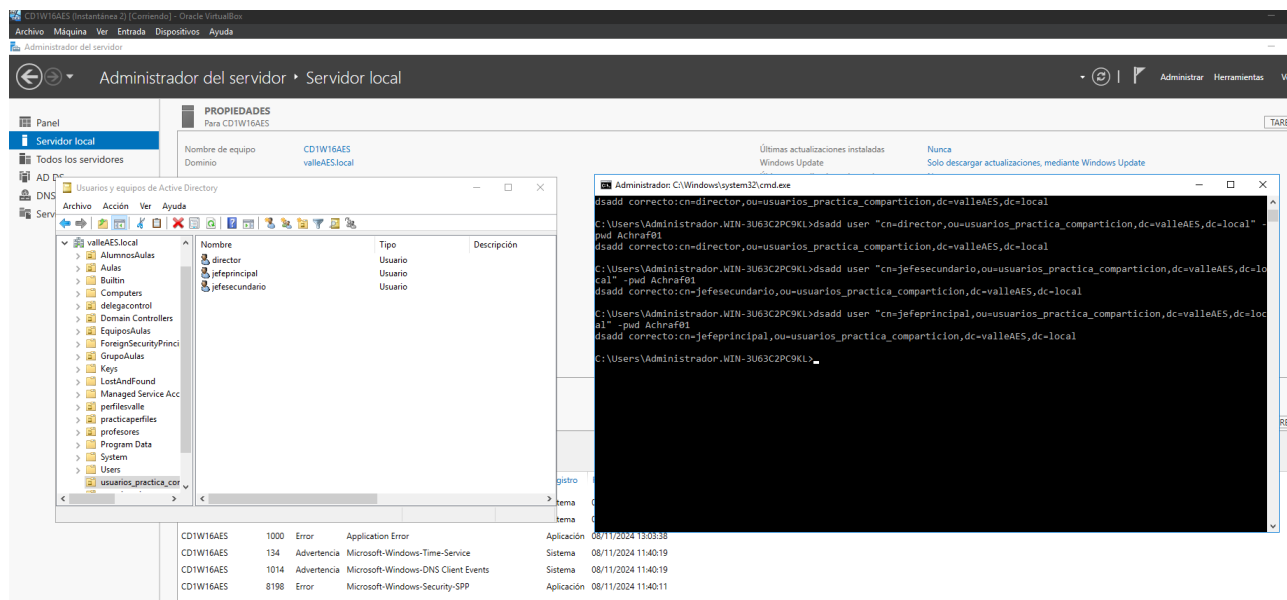 CD1W16AES (Instantánea 2) [Corriendo] - Oracle VirtualBox
Archivo Máquina Ver Entrada Dispositivos Ayuda
Administrador del servidor
Administrador del servidor • Servidor local
Administrar Herramientas
Panel
Servidor local
Todos los servidores
AD DS
DNS
Serv
PROPIEDADES
Para CD1W16AES
TARE
Nombre de equipo CD1W16AES
Dominio valleAES.local
Últimas actualizaciones instaladas Nunca
Windows Update Solo descargar actualizaciones, mediante Windows Update
Usuarios y equipos de Active Directory
Archivo Acción Ver Ayuda
valleAES.local
AlumnosAulas
Aulas
Builtin
Computers
delegacontrol
Domain Controllers
EquiposAulas
ForeignSecurityPrinci
GrupoAulas
Keys
LostAndFound
Managed Service Acc
perfilesvalle
practicaperfiles
profesores
Program Data
System
Users
usuarios_practica_cor
Nombre Tipo Descripción
director Usuario
jefeprincipal Usuario
jefesecundario Usuario
Administrador: C:\Windows\system32\cmd.exe
dsadd correcto:cn=director,ou=usuarios_practica_comparticion,dc=valleAES,dc=local
C:\Users\Administrador.WIN-3U63C2PC9KL>dsadd user "cn=director,ou=usuarios_practica_comparticion,dc=valleAES,dc=local" -
pwd Achraf01
dsadd correcto:cn=director,ou=usuarios_practica_comparticion,dc=valleAES,dc=local
C:\Users\Administrador.WIN-3U63C2PC9KL>dsadd user "cn=jefesecundario,ou=usuarios_practica_comparticion,dc=valleAES,dc=lo
cal" -pwd Achraf01
dsadd correcto:cn=jefesecundario,ou=usuarios_practica_comparticion,dc=valleAES,dc=local
C:\Users\Administrador.WIN-3U63C2PC9KL>dsadd user "cn=jefeprincipal,ou=usuarios_practica_comparticion,dc=valleAES,dc=loc
al" -pwd Achraf01
dsadd correcto:cn=jefeprincipal,ou=usuarios_practica_comparticion,dc=valleAES,dc=local
C:\Users\Administrador.WIN-3U63C2PC9KL>
gistro
tema
tema
CD1W16AES 1000 Error Application Error Aplicación 08/11/2024 13:03:38
CD1W16AES 134 Advertencia Microsoft-Windows-Time-Service Sistema 08/11/2024 11:40:19
CD1W16AES 1014 Advertencia Microsoft-Windows-DNS Client Events Sistema 08/11/2024 11:40:19
CD1W16AES 8198 Error Microsoft-Windows-Security-SPP Aplicación 08/11/2024 11:40:11